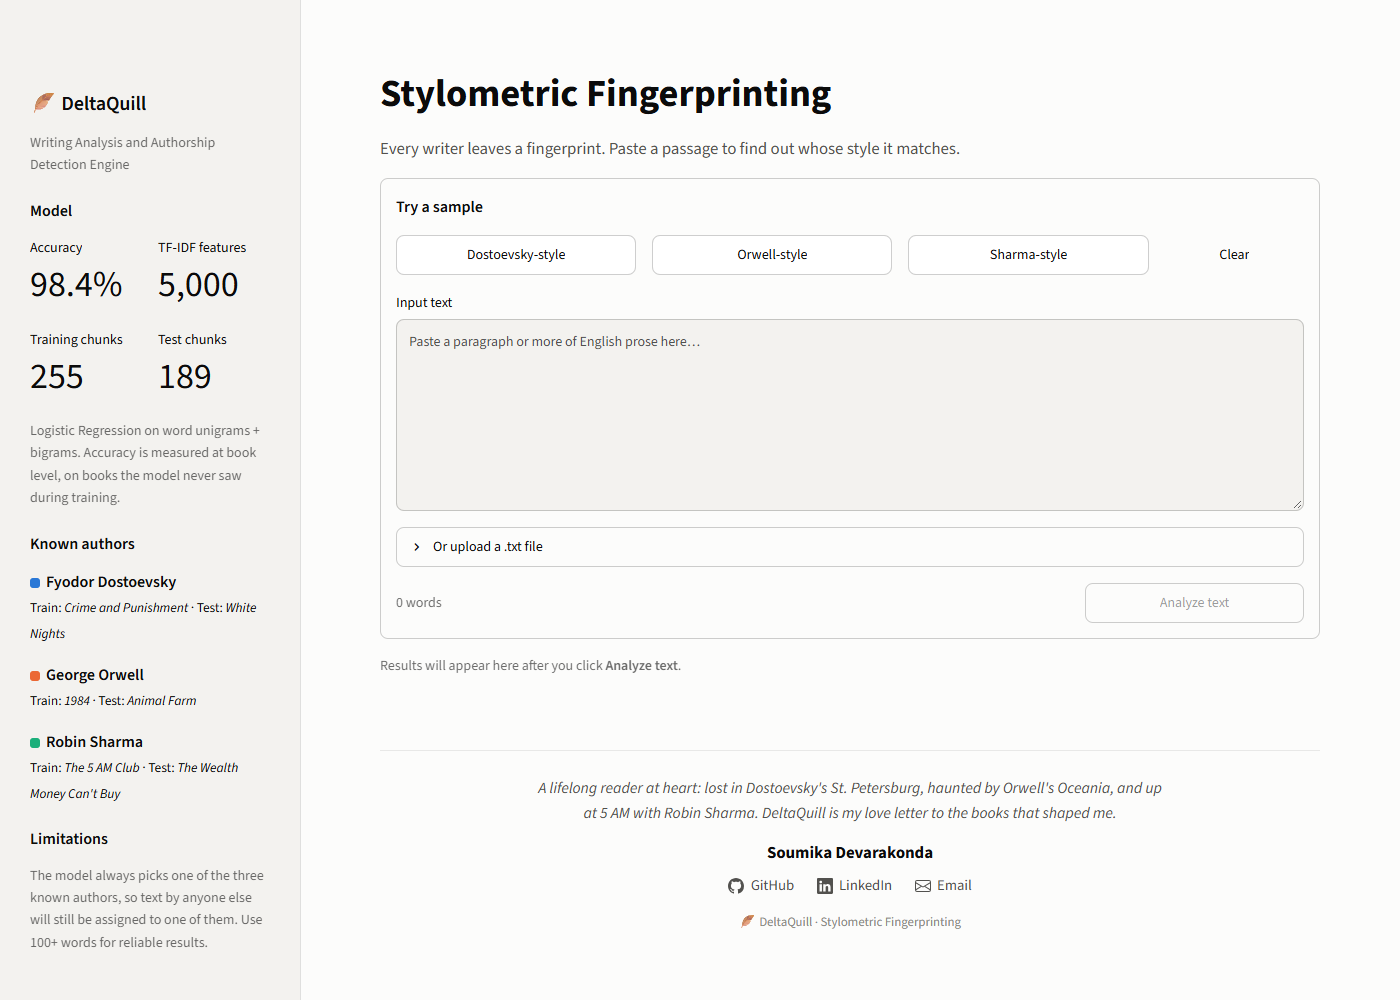 DeltaQuill
Writing Analysis and Authorship
Detection Engine
Model
Accuracy
98.4%
TF-IDF features
5,000
Training chunks
255
Test chunks
189
Logistic Regression on word unigrams +
bigrams. Accuracy is measured at book
level, on books the model never saw
during training.
Known authors
Fyodor Dostoevsky
Train: Crime and Punishment · Test: White
Nights
George Orwell
Train: 1984 · Test: Animal Farm
Robin Sharma
Train: The 5 AM Club · Test: The Wealth
Money Can't Buy
Limitations
The model always picks one of the three
known authors, so text by anyone else
will still be assigned to one of them. Use
100+ words for reliable results.
Stylometric Fingerprinting
Every writer leaves a fingerprint. Paste a passage to find out whose style it matches.
Try a sample
Dostoevsky-style
Orwell-style
Sharma-style
Clear
Input text
Paste a paragraph or more of English prose here…
Or upload a .txt file
0 words
Analyze text
Results will appear here after you click Analyze text.
A lifelong reader at heart: lost in Dostoevsky's St. Petersburg, haunted by Orwell's Oceania, and up
at 5 AM with Robin Sharma. DeltaQuill is my love letter to the books that shaped me.
Soumika Devarakonda
GitHub
LinkedIn
Email
DeltaQuill · Stylometric Fingerprinting